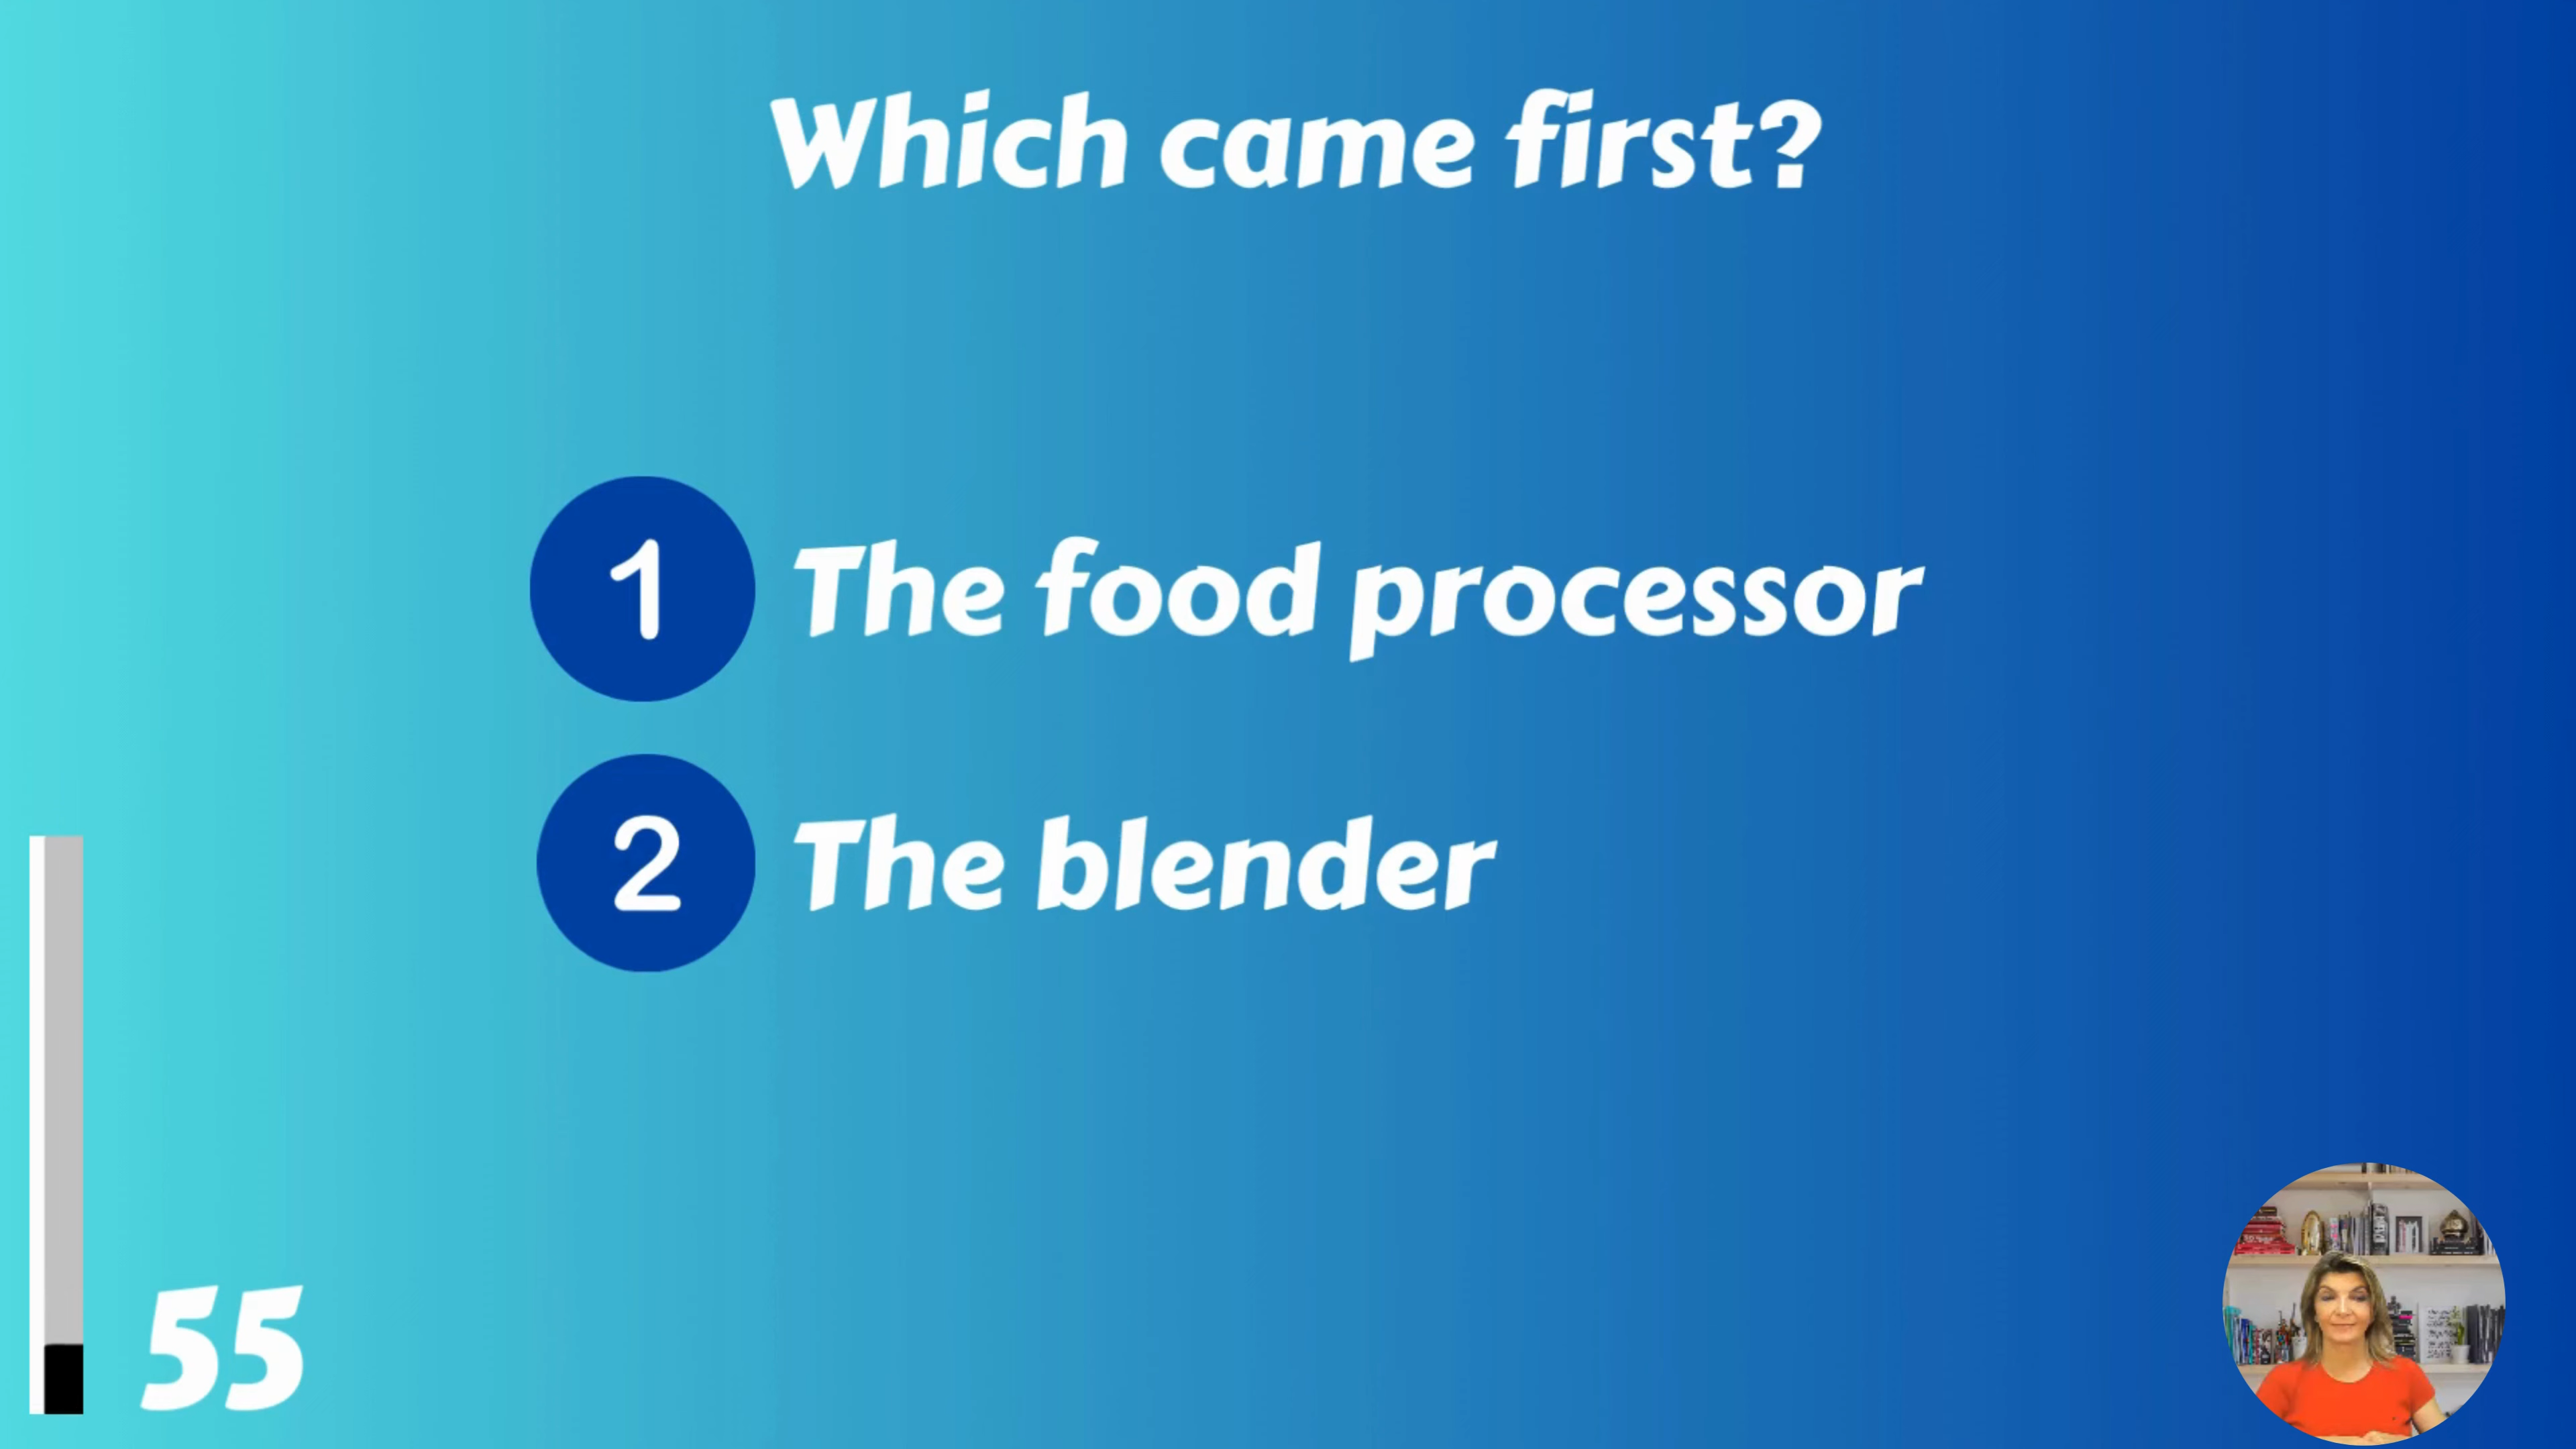 Which came first?
1 The food processor
2 The blender
55